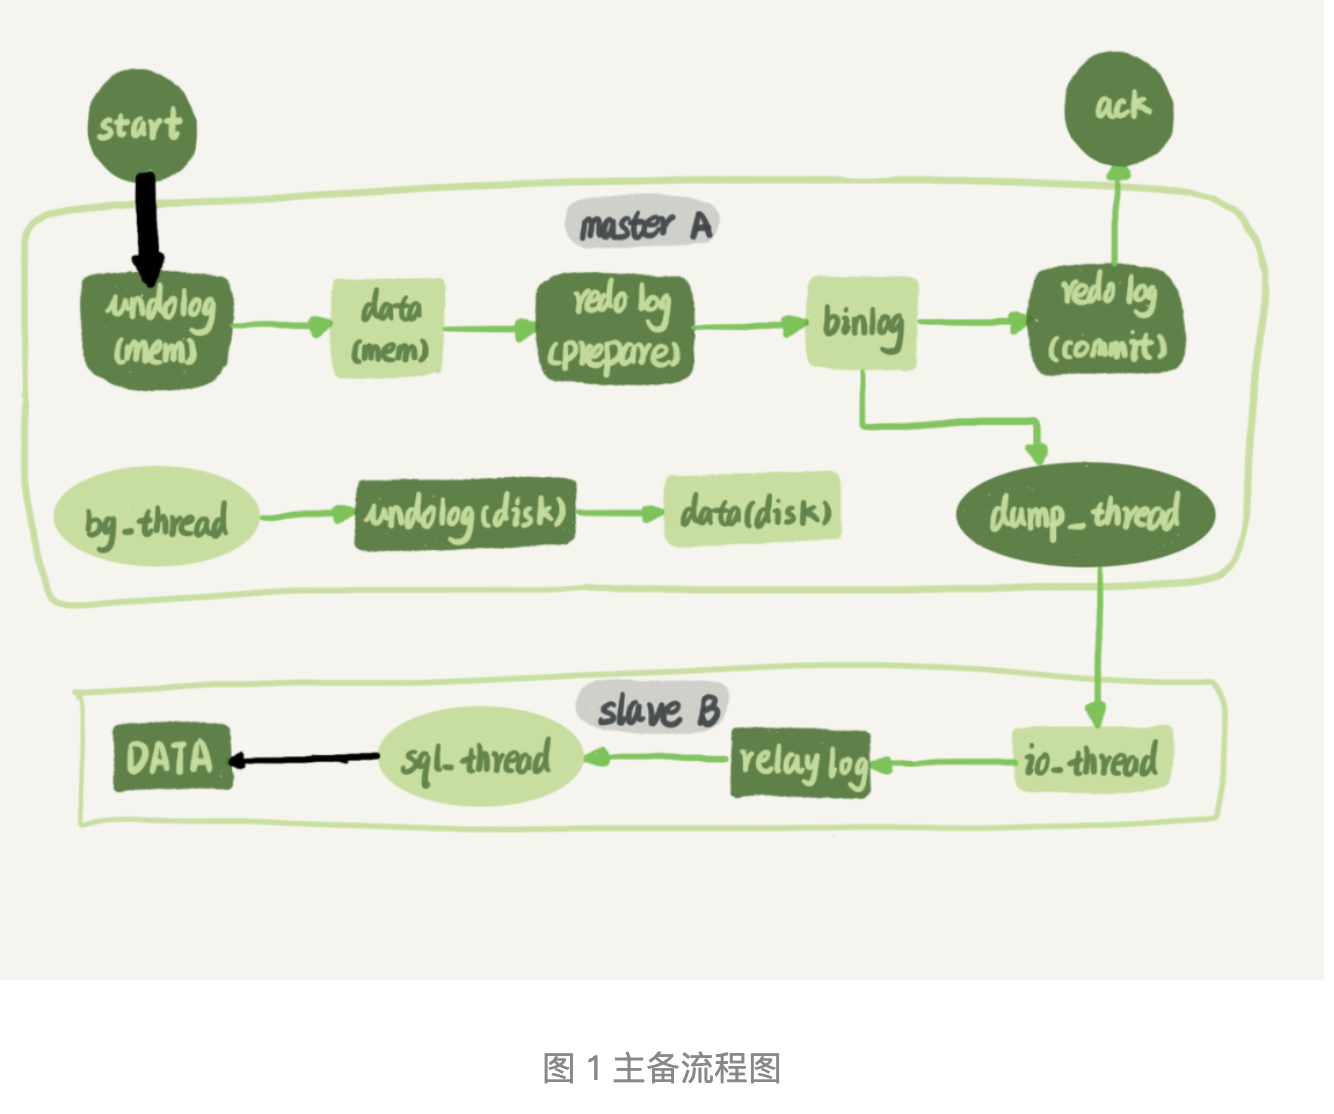 start
ack
master A
undolog
(mem)
data
(mem)
redo log
(prepare)
binlog
redo log
(commit)
bg_thread
undolog(disk)
data(disk)
dump_thread
slave B
DATA
sql_thread
relay log
io_thread
图 1 主备流程图